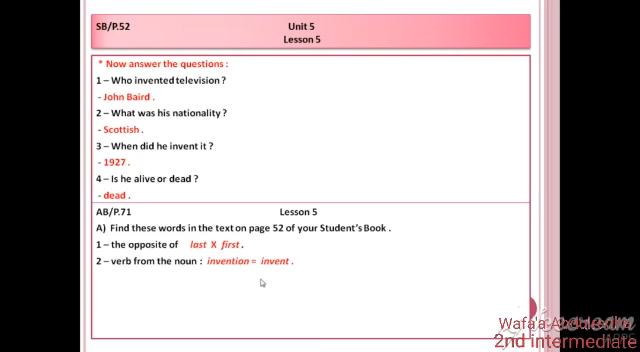 SB/P.52 Unit 5
Lesson 5
* Now answer the questions :
1 – Who invented television ?
- John Baird .
2 – What was his nationality ?
- Scottish .
3 – When did he invent it ?
- 1927 .
4 – Is he alive or dead ?
- dead .
AB/P.71 Lesson 5
A) Find these words in the text on page 52 of your Student's Book .
1 – the opposite of last X first .
2 – verb from the noun : invention = invent .
2nd intermediate